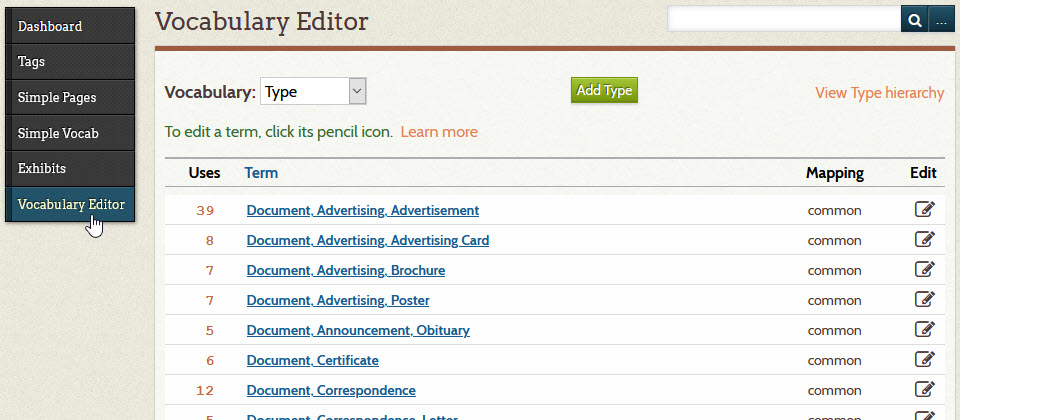 Dashboard
Tags
Simple Pages
Simple Vocab
Exhibits
Vocabulary Editor
Vocabulary Editor
...
Vocabulary: Type
Add Type
View Type hierarchy
To edit a term, click its pencil icon. Learn more
Uses Term Mapping Edit
39 Document, Advertising, Advertisement common
8 Document, Advertising, Advertising Card common
7 Document, Advertising, Brochure common
7 Document, Advertising, Poster common
5 Document, Announcement, Obituary common
6 Document, Certificate common
12 Document, Correspondence common
5 Document, Correspondence, Letter common